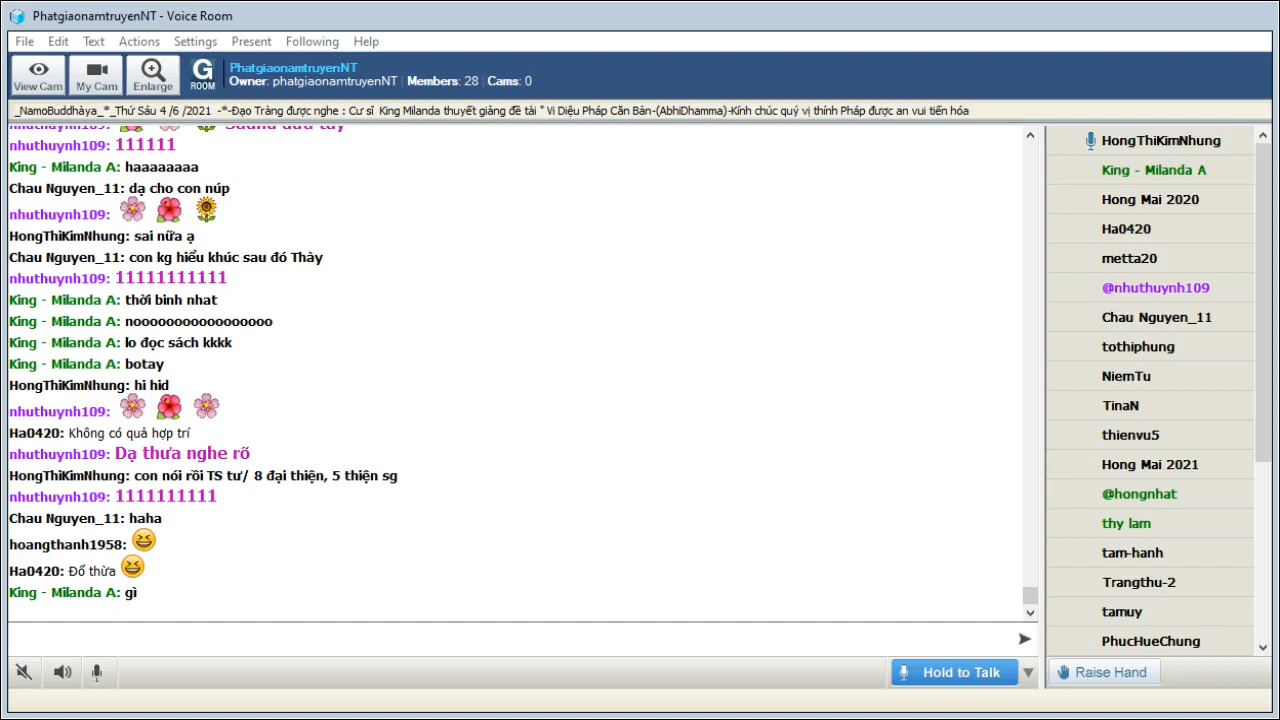 PhatgiaonamtruyenNT - Voice Room
File Edit Text Actions Settings Present Following Help
View Cam
My Cam
Enlarge
G
ROOM
PhatgiaonamtruyenNT
Owner: phatgiaonamtruyenNT | Members: 28 | Cams: 0
_NamoBuddhàya_*_Thứ Sáu 4 /6 /2021 -*-Đạo Tràng được nghe : Cư sĩ King Milanda thuyết giảng đề tài " Vi Diệu Pháp Căn Bản-(AbhiDhamma)-Kính chúc quý vị thính Pháp được an vui tiến hóa
nhuthuynh109: 111111
King - Milanda A: haaaaaaaa
Chau Nguyen_11: dạ cho con núp
nhuthuynh109:
HongThiKimNhung: sai nữa ạ
Chau Nguyen_11: con kg hiểu khúc sau đó Thày
nhuthuynh109: 11111111111
King - Milanda A: thời binh nhat
King - Milanda A: nooooooooooooooooo
King - Milanda A: lo đọc sách kkkk
King - Milanda A: botay
HongThiKimNhung: hi hid
nhuthuynh109:
Ha0420: Không có quả hợp trí
nhuthuynh109: Dạ thưa nghe rõ
HongThiKimNhung: con nói rồi TS tư/ 8 đại thiện, 5 thiện sg
nhuthuynh109: 1111111111
Chau Nguyen_11: haha
hoangthanh1958:
Ha0420: Đổ thừa
King - Milanda A: gì
HongThiKimNhung
King - Milanda A
Hong Mai 2020
Ha0420
metta20
@nhuthuynh109
Chau Nguyen_11
tothiphung
NiemTu
TinaN
thienvu5
Hong Mai 2021
@hongnhat
thy lam
tam-hanh
Trangthu-2
tamuy
PhucHueChung
Hold to Talk
Raise Hand